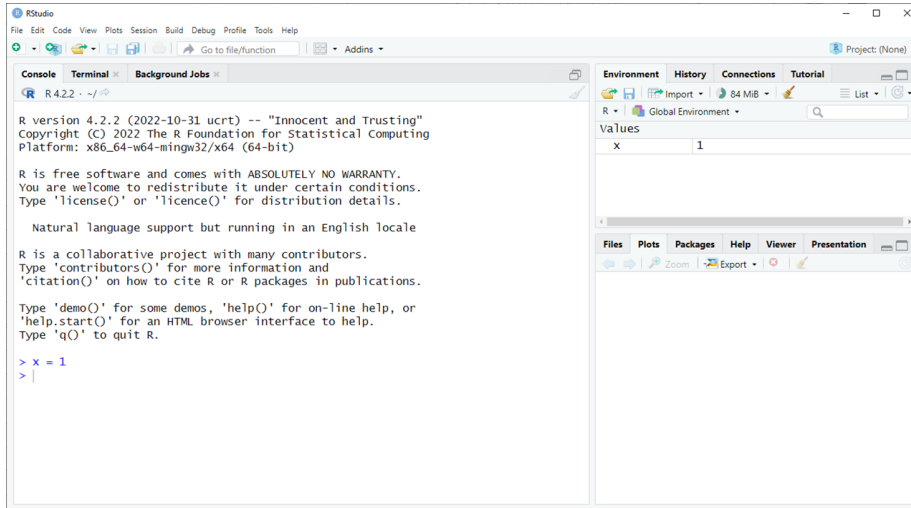 RStudio
File Edit Code View Plots Session Build Debug Profile Tools Help
Go to file/function Addins Project: (None)
Console Terminal Background Jobs
R 4.2.2 · ~/
R version 4.2.2 (2022-10-31 ucrt) -- "Innocent and Trusting"
Copyright (C) 2022 The R Foundation for Statistical Computing
Platform: x86_64-w64-mingw32/x64 (64-bit)
R is free software and comes with ABSOLUTELY NO WARRANTY.
You are welcome to redistribute it under certain conditions.
Type 'license()' or 'licence()' for distribution details.
Natural language support but running in an English locale
R is a collaborative project with many contributors.
Type 'contributors()' for more information and
'citation()' on how to cite R or R packages in publications.
Type 'demo()' for some demos, 'help()' for on-line help, or
'help.start()' for an HTML browser interface to help.
Type 'q()' to quit R.
> x = 1
>
Environment History Connections Tutorial
Import 84 MiB List
R Global Environment
Values
x 1
Files Plots Packages Help Viewer Presentation
Zoom Export